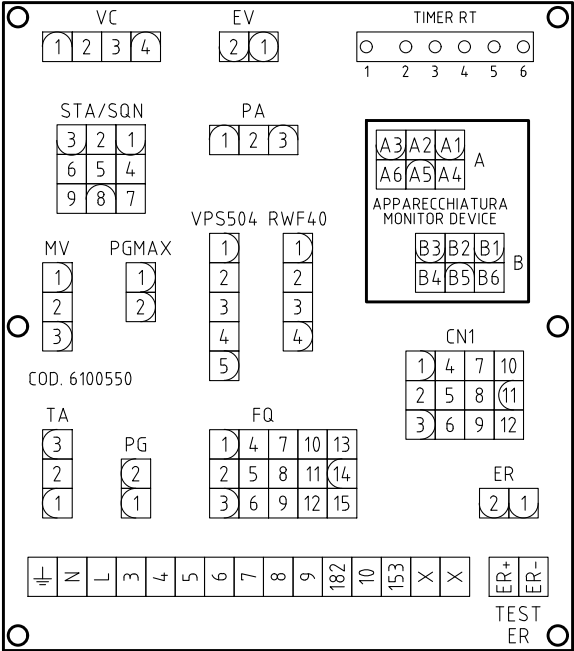 VC EV TIMER RT
1 2 3 4 2 1
1 2 3 4 5 6
STA/SQN PA
3 2 1
6 5 4
9 8 7
1 2 3
A3 A2 A1
A6 A5 A4
A
APPARECCHIATURA
MONITOR DEVICE
B3 B2 B1
B4 B5 B6
B
MV PGMAX VPS504 RWF40
1
2
3
1
2
1
2
3
4
5
1
2
3
4
CN1
1 4 7 10
2 5 8 11
3 6 9 12
COD. 6100550
TA PG FQ
3
2
1
2
1
1 4 7 10 13
2 5 8 11 14
3 6 9 12 15
ER
2 1
N L 3 4 5 6 7 8 9 182 10 153 X X
ER+ ER-
TEST
ER